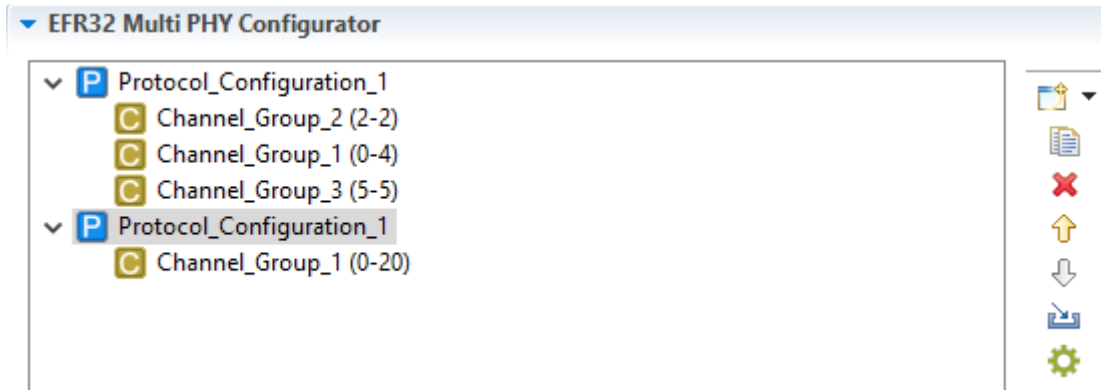 EFR32 Multi PHY Configurator
P Protocol_Configuration_1
C Channel_Group_2 (2-2)
C Channel_Group_1 (0-4)
C Channel_Group_3 (5-5)
P Protocol_Configuration_1
C Channel_Group_1 (0-20)